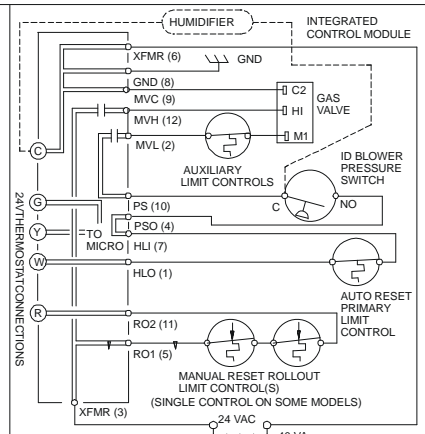 HUMIDIFIER
INTEGRATED
CONTROL MODULE
XFMR (6)
GND
GND (8)
MVC (9)
C2
GAS
VALVE
MVH (12)
HI
MVL (2)
M1
AUXILIARY
LIMIT CONTROLS
ID BLOWER
PRESSURE
SWITCH
C
G
Y
W
R
24VTHERMOSTATCONNECTIONS
PS (10)
C
NO
PSO (4)
TO
MICRO
HLI (7)
HLO (1)
AUTO RESET
PRIMARY
LIMIT
CONTROL
RO2 (11)
RO1 (5)
MANUAL RESET ROLLOUT
LIMIT CONTROL(S)
(SINGLE CONTROL ON SOME MODELS)
XFMR (3)
24 VAC
40 VA